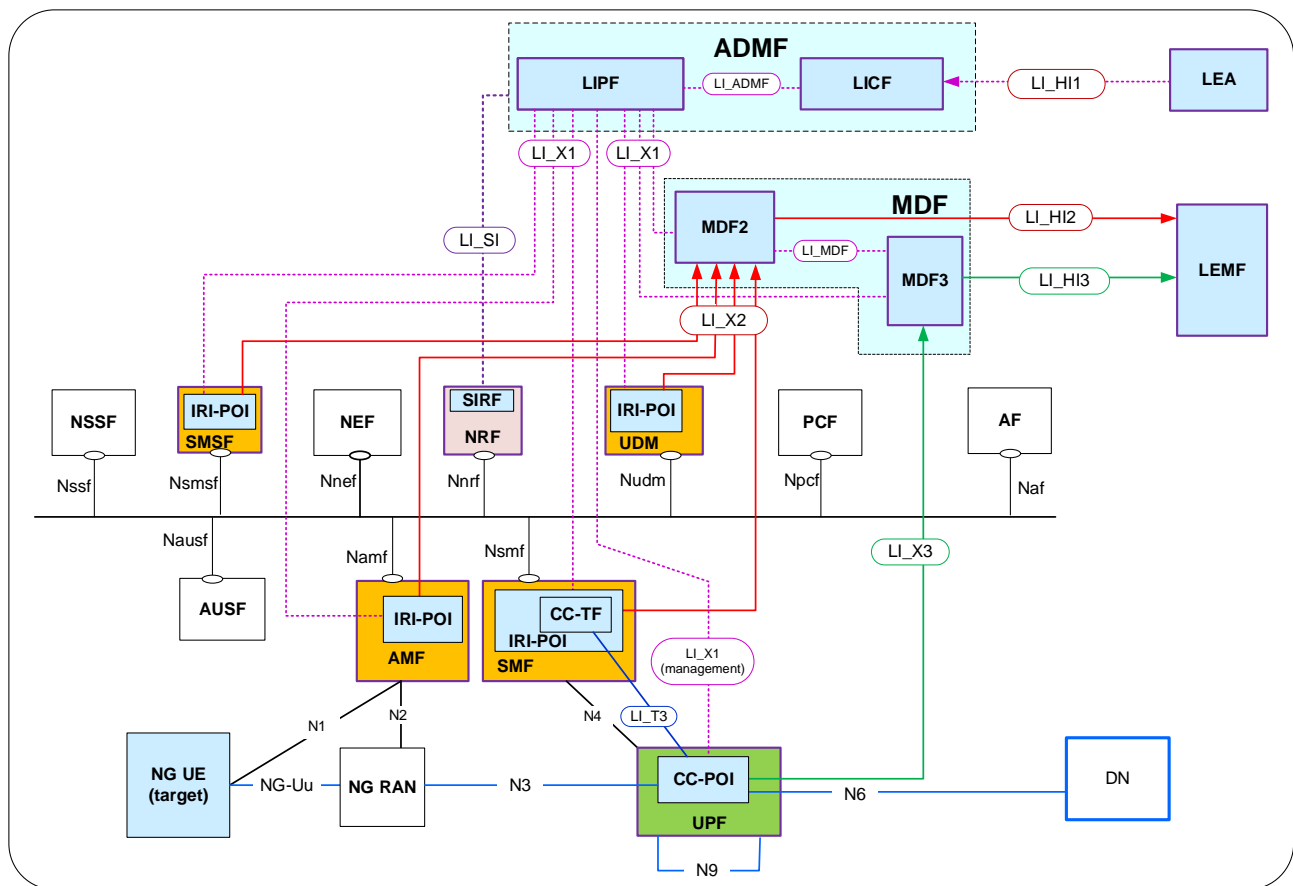 ADMF
LIPF
LI_ADMF
LICF
LI_HI1
LEA
LI_X1
LI_X1
MDF
MDF2
LI_HI2
LI_SI
LI_MDF
MDF3
LI_HI3
LEMF
LI_X2
NSSF
IRI-POI
SMSF
NEF
SIRF
NRF
IRI-POI
UDM
PCF
AF
Nssf
Nsmsf
Nnef
Nnrf
Nudm
Npcf
Naf
Nausf
Namf
Nsmf
LI_X3
AUSF
IRI-POI
AMF
CC-TF
IRI-POI
SMF
LI_X1
(management)
N1
N2
N4
LI_T3
NG UE
(target)
NG-Uu
NG RAN
N3
CC-POI
UPF
N6
DN
N9